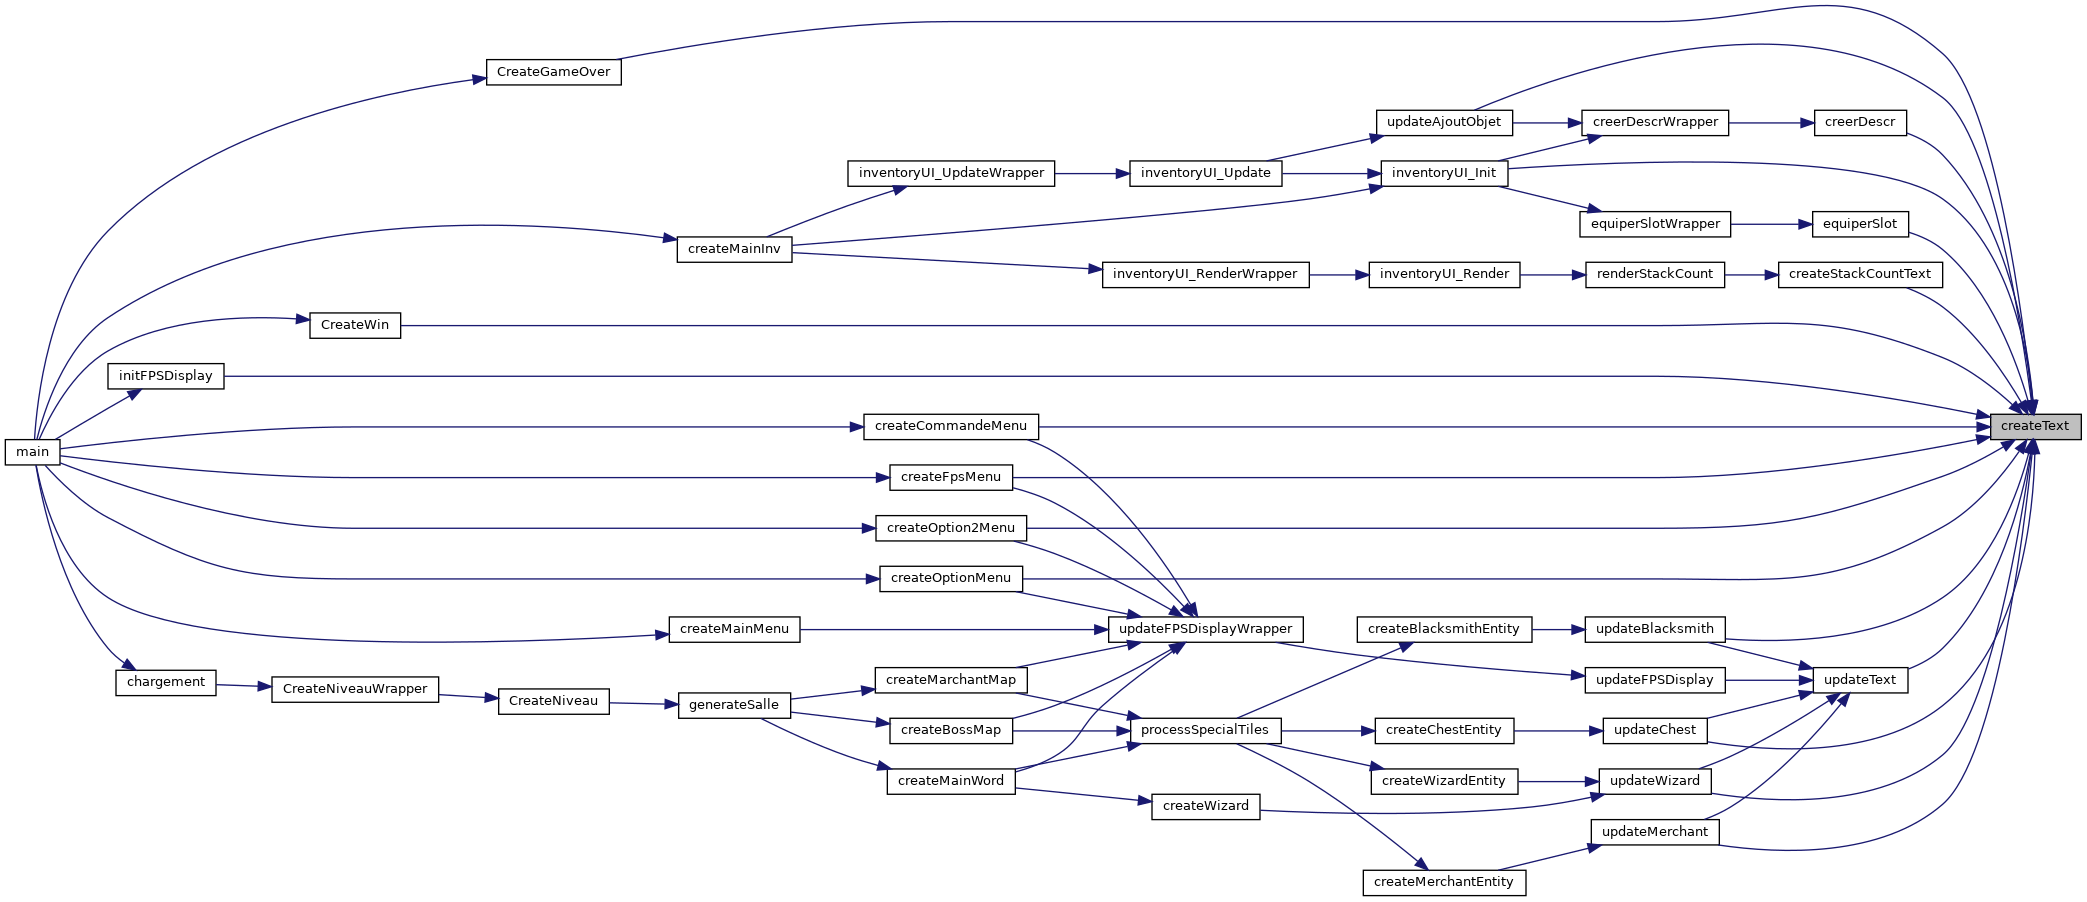 CreateGameOver
updateAjoutObjet
creerDescrWrapper
creerDescr
inventoryUI_UpdateWrapper
inventoryUI_Update
inventoryUI_Init
equiperSlotWrapper
equiperSlot
createMainInv
inventoryUI_RenderWrapper
inventoryUI_Render
renderStackCount
createStackCountText
CreateWin
initFPSDisplay
createCommandeMenu
createText
main
createFpsMenu
createOption2Menu
createOptionMenu
createMainMenu
updateFPSDisplayWrapper
createBlacksmithEntity
updateBlacksmith
chargement
CreateNiveauWrapper
CreateNiveau
generateSalle
createMarchantMap
updateFPSDisplay
updateText
createBossMap
processSpecialTiles
createChestEntity
updateChest
createMainWord
createWizardEntity
updateWizard
createWizard
updateMerchant
createMerchantEntity